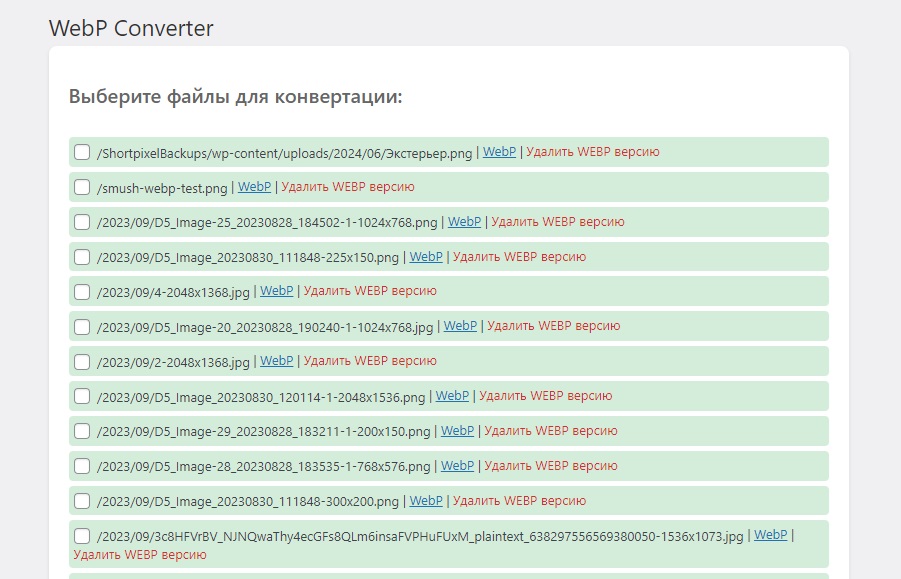 WebP Converter
Выберите файлы для конвертации:
/ShortpixelBackups/wp-content/uploads/2024/06/Экстерьер.png | WebP | Удалить WEBP версию
/smush-webp-test.png | WebP | Удалить WEBP версию
/2023/09/D5_Image-25_20230828_184502-1-1024x768.png | WebP | Удалить WEBP версию
/2023/09/D5_Image_20230830_111848-225x150.png | WebP | Удалить WEBP версию
/2023/09/4-2048x1368.jpg | WebP | Удалить WEBP версию
/2023/09/D5_Image-20_20230828_190240-1-1024x768.jpg | WebP | Удалить WEBP версию
/2023/09/2-2048x1368.jpg | WebP | Удалить WEBP версию
/2023/09/D5_Image_20230830_120114-1-2048x1536.png | WebP | Удалить WEBP версию
/2023/09/D5_Image-29_20230828_183211-1-200x150.png | WebP | Удалить WEBP версию
/2023/09/D5_Image-28_20230828_183535-1-768x576.png | WebP | Удалить WEBP версию
/2023/09/D5_Image_20230830_111848-300x200.png | WebP | Удалить WEBP версию
/2023/09/3c8HFVrBV_NJNQwaThy4ecGFs8QLm6insaFVPHuFUxM_plaintext_638297556569380050-1536x1073.jpg | WebP |
Удалить WEBP версию